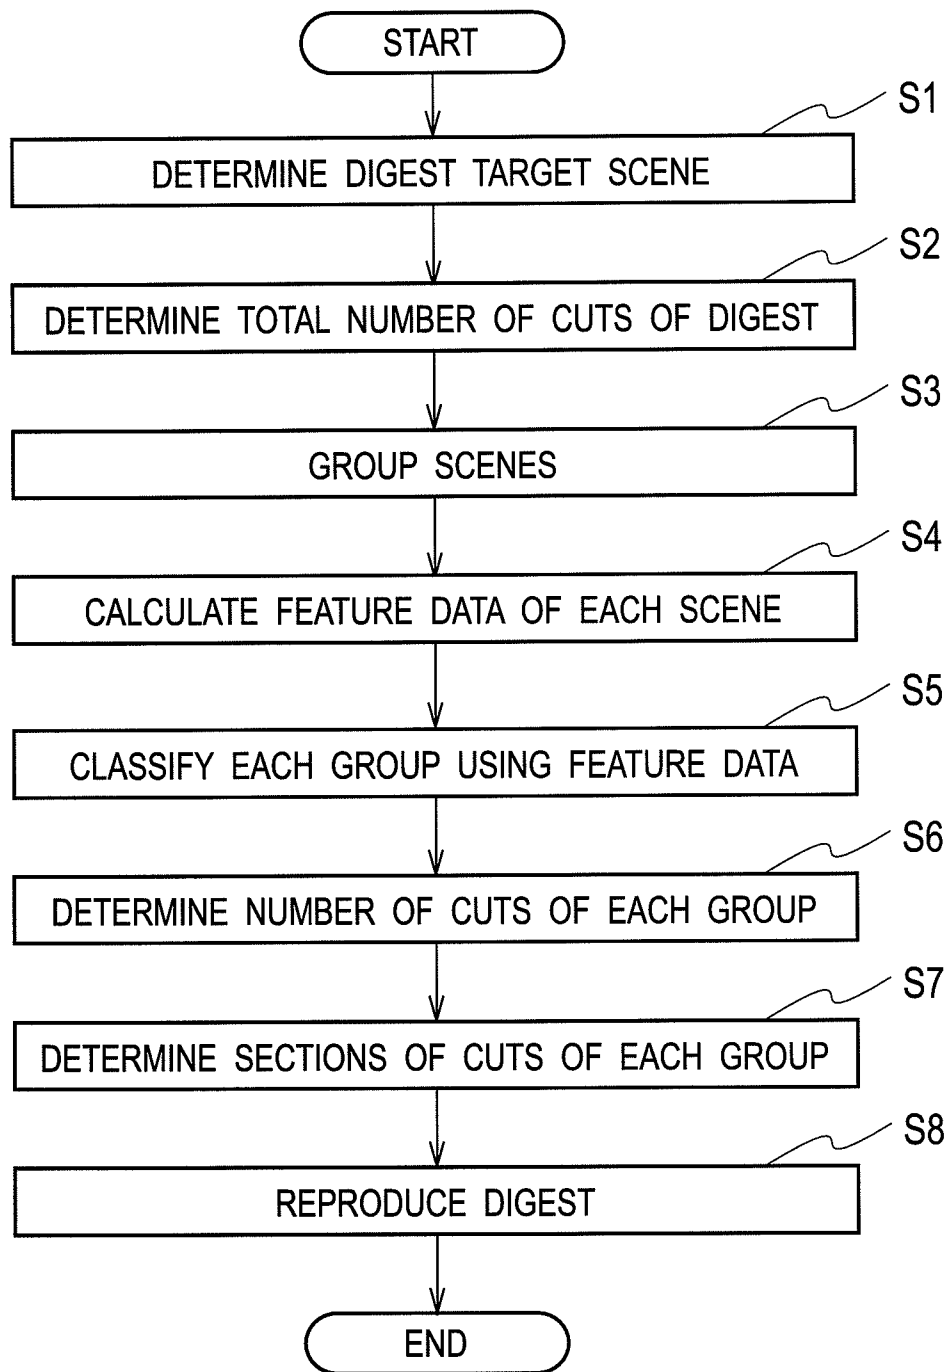 START
S1
DETERMINE DIGEST TARGET SCENE
S2
DETERMINE TOTAL NUMBER OF CUTS OF DIGEST
S3
GROUP SCENES
S4
CALCULATE FEATURE DATA OF EACH SCENE
S5
CLASSIFY EACH GROUP USING FEATURE DATA
S6
DETERMINE NUMBER OF CUTS OF EACH GROUP
S7
DETERMINE SECTIONS OF CUTS OF EACH GROUP
S8
REPRODUCE DIGEST
END